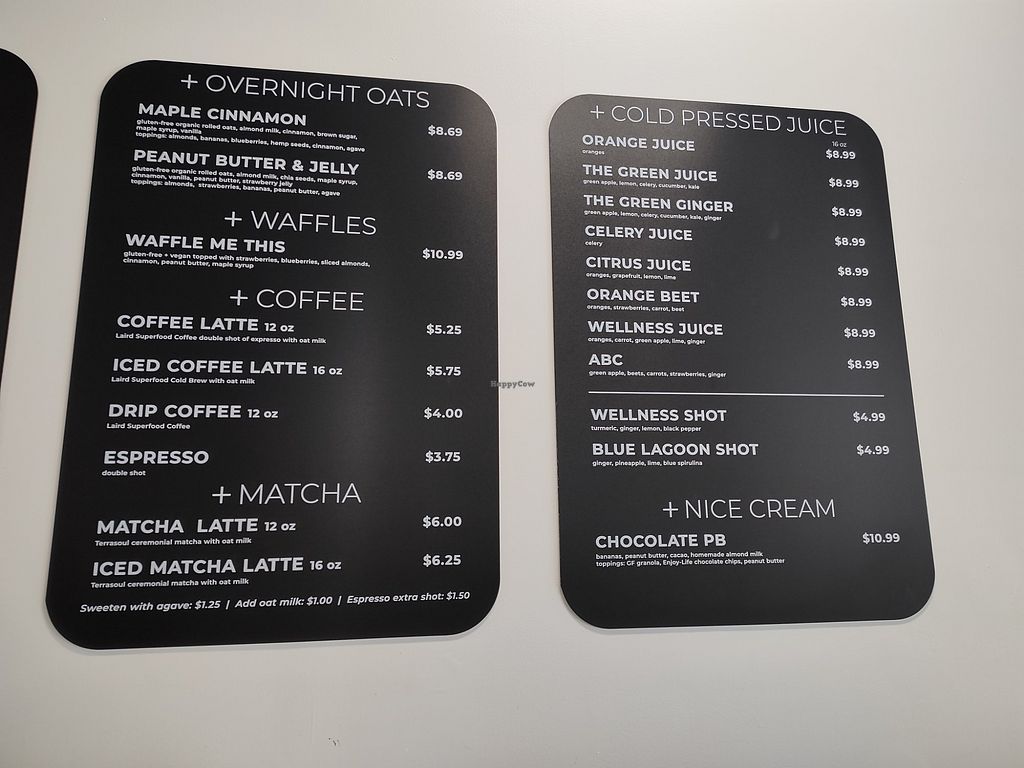 + OVERNIGHT OATS
MAPLE CINNAMON $8.69
gluten-free organic rolled oats, almond milk, cinnamon, brown sugar,
maple syrup, vanilla
toppings: almonds, bananas, blueberries, hemp seeds, cinnamon, agave
PEANUT BUTTER & JELLY $8.69
gluten-free organic rolled oats, almond milk, chia seeds, maple syrup,
cinnamon, vanilla, peanut butter, strawberry jelly
toppings: almonds, strawberries, bananas, peanut butter, agave
+ WAFFLES
WAFFLE ME THIS $10.99
gluten-free + vegan topped with strawberries, blueberries, sliced almonds,
cinnamon, peanut butter, maple syrup
+ COFFEE
COFFEE LATTE 12 oz $5.25
Laird Superfood Coffee double shot of expresso with oat milk
ICED COFFEE LATTE 16 oz $5.75
Laird Superfood Cold Brew with oat milk
DRIP COFFEE 12 oz $4.00
Laird Superfood Coffee
ESPRESSO $3.75
double shot
+ MATCHA
MATCHA LATTE 12 oz $6.00
Terrasoul ceremonial matcha with oat milk
ICED MATCHA LATTE 16 oz $6.25
Terrasoul ceremonial matcha with oat milk
Sweeten with agave: $1.25 | Add oat milk: $1.00 | Espresso extra shot: $1.50
HappyCow
+ COLD PRESSED JUICE
16 oz
ORANGE JUICE $8.99
oranges
THE GREEN JUICE $8.99
green apple, lemon, celery, cucumber, kale
THE GREEN GINGER $8.99
green apple, lemon, celery, cucumber, kale, ginger
CELERY JUICE $8.99
celery
CITRUS JUICE $8.99
oranges, grapefruit, lemon, lime
ORANGE BEET $8.99
oranges, strawberries, carrot, beet
WELLNESS JUICE $8.99
oranges, carrot, green apple, lime, ginger
ABC $8.99
green apple, beets, carrots, strawberries, ginger
WELLNESS SHOT $4.99
turmeric, ginger, lemon, black pepper
BLUE LAGOON SHOT $4.99
ginger, pineapple, lime, blue spirulina
+ NICE CREAM
CHOCOLATE PB $10.99
bananas, peanut butter, cacao, homemade almond milk
toppings: GF granola, Enjoy-Life chocolate chips, peanut butter